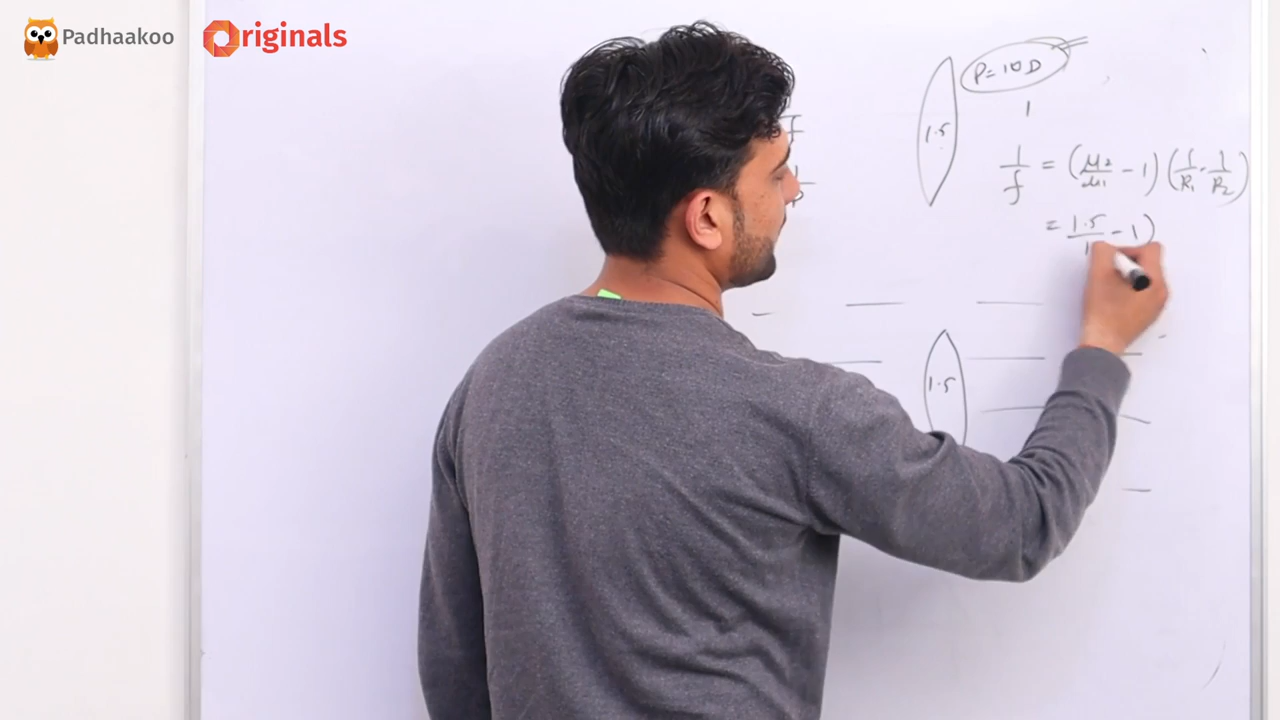 Padhaakoo Originals
P = 10 D
1.5
1
1/f = (μ2/μ1 - 1) (1/R1 - 1/R2)
= 1.5/1 - 1)
1.5